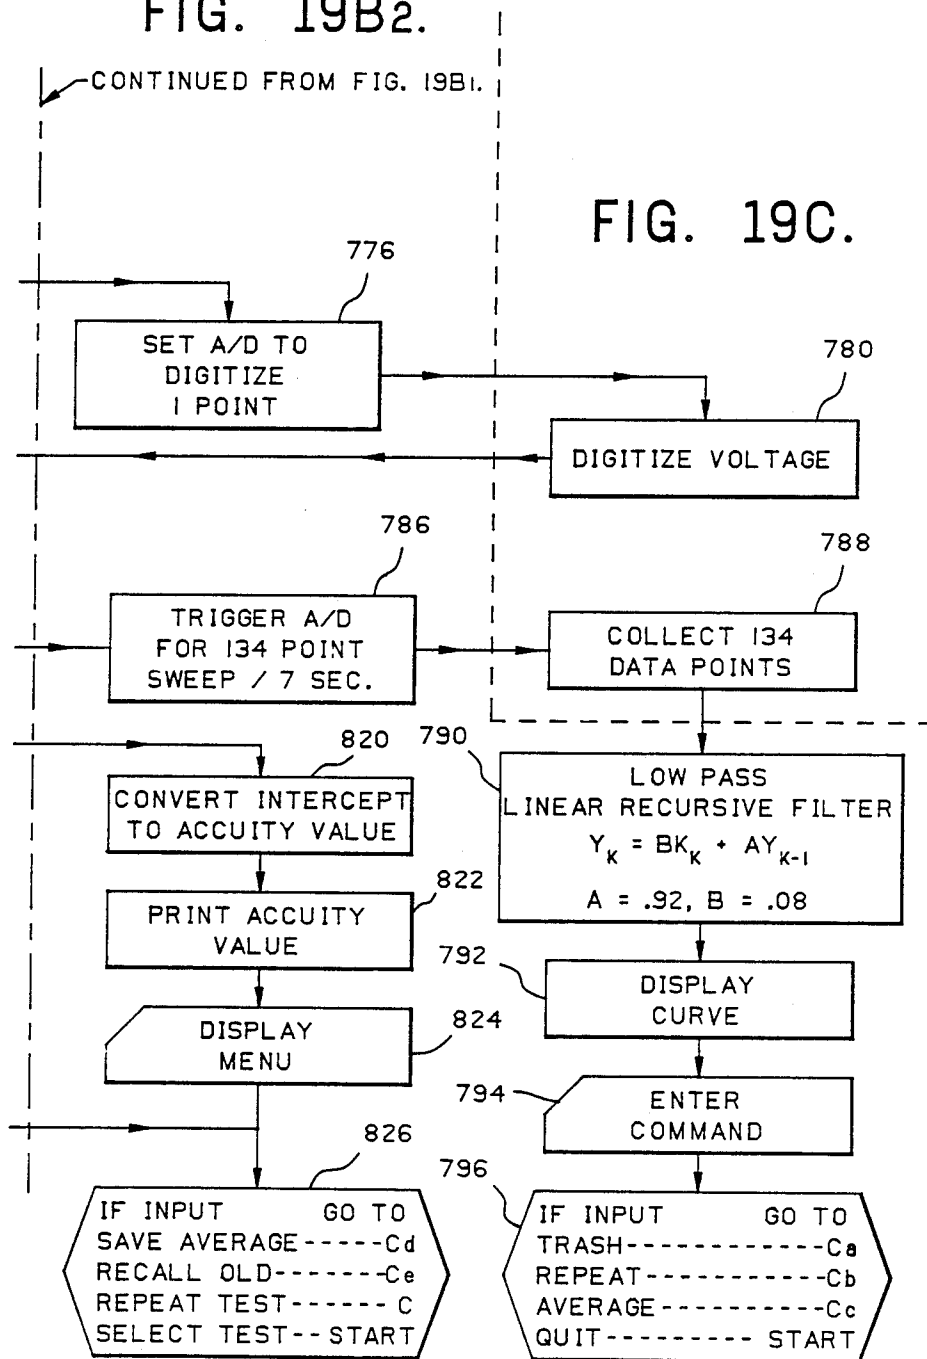 FIG. 19B2.
CONTINUED FROM FIG. 19B1.
FIG. 19C.
776
SET A/D TO
DIGITIZE
1 POINT
780
DIGITIZE VOLTAGE
786
TRIGGER A/D
FOR 134 POINT
SWEEP / 7 SEC.
788
COLLECT 134
DATA POINTS
820
CONVERT INTERCEPT
TO ACCUITY VALUE
822
PRINT ACCUITY
VALUE
824
DISPLAY
MENU
826
IF INPUT GO TO
SAVE AVERAGE-----Cd
RECALL OLD-------Ce
REPEAT TEST------ C
SELECT TEST-- START
790
LOW PASS
LINEAR RECURSIVE FILTER
Y_K = BK_K + AY_K-1
A = .92, B = .08
792
DISPLAY
CURVE
794
ENTER
COMMAND
796
IF INPUT GO TO
TRASH------------Ca
REPEAT-----------Cb
AVERAGE----------Cc
QUIT--------- START